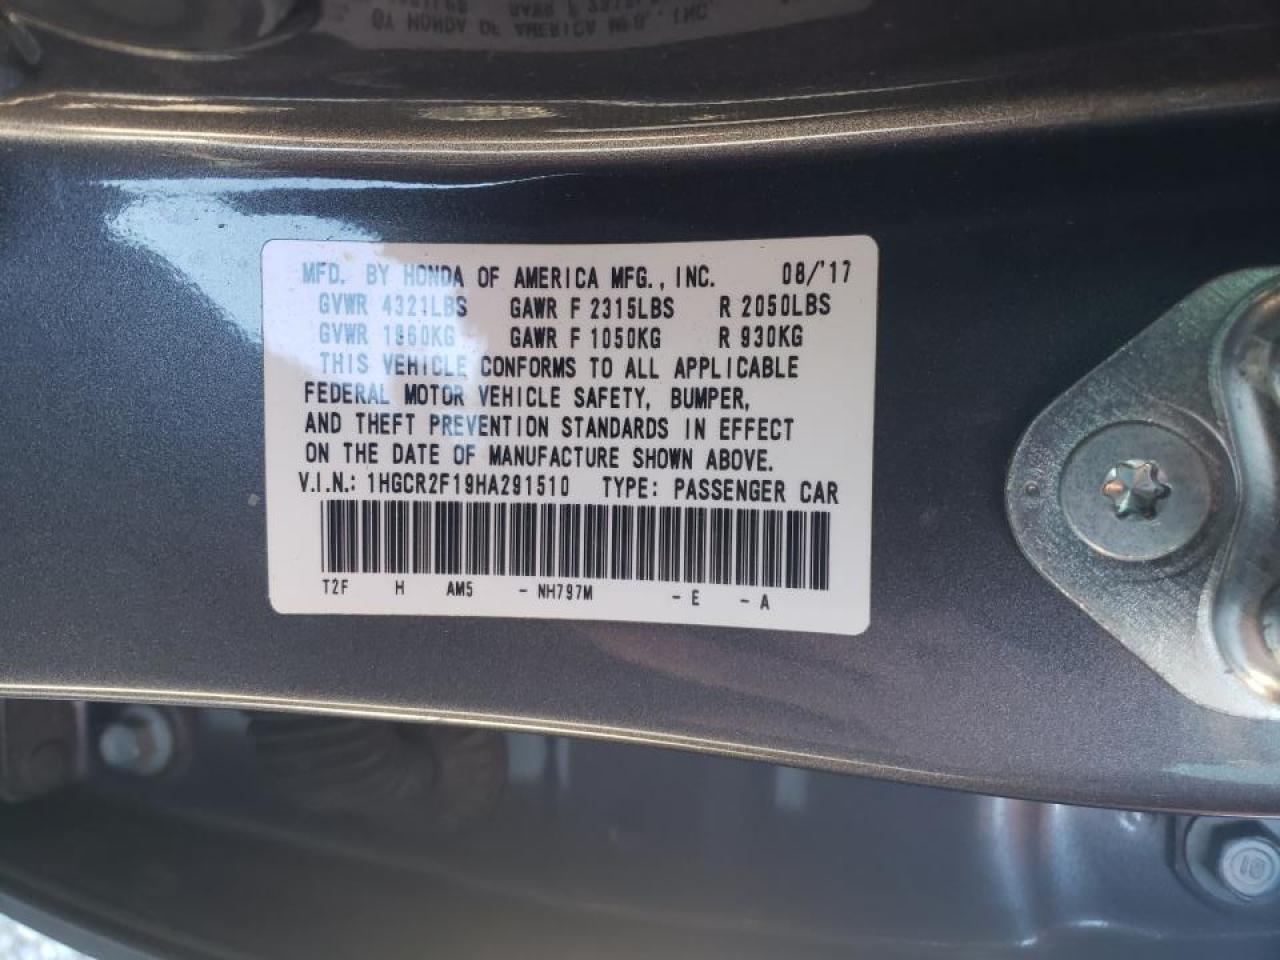 MFD. BY HONDA OF AMERICA MFG., INC. 08/'17
GVWR 4321LBS GAWR F 2315LBS R 2050LBS
GVWR 1960KG GAWR F 1050KG R 930KG
THIS VEHICLE CONFORMS TO ALL APPLICABLE
FEDERAL MOTOR VEHICLE SAFETY, BUMPER,
AND THEFT PREVENTION STANDARDS IN EFFECT
ON THE DATE OF MANUFACTURE SHOWN ABOVE.
V.I.N.: 1HGCR2F19HA291510 TYPE: PASSENGER CAR
T2F H AM5 - NH797M - E - A